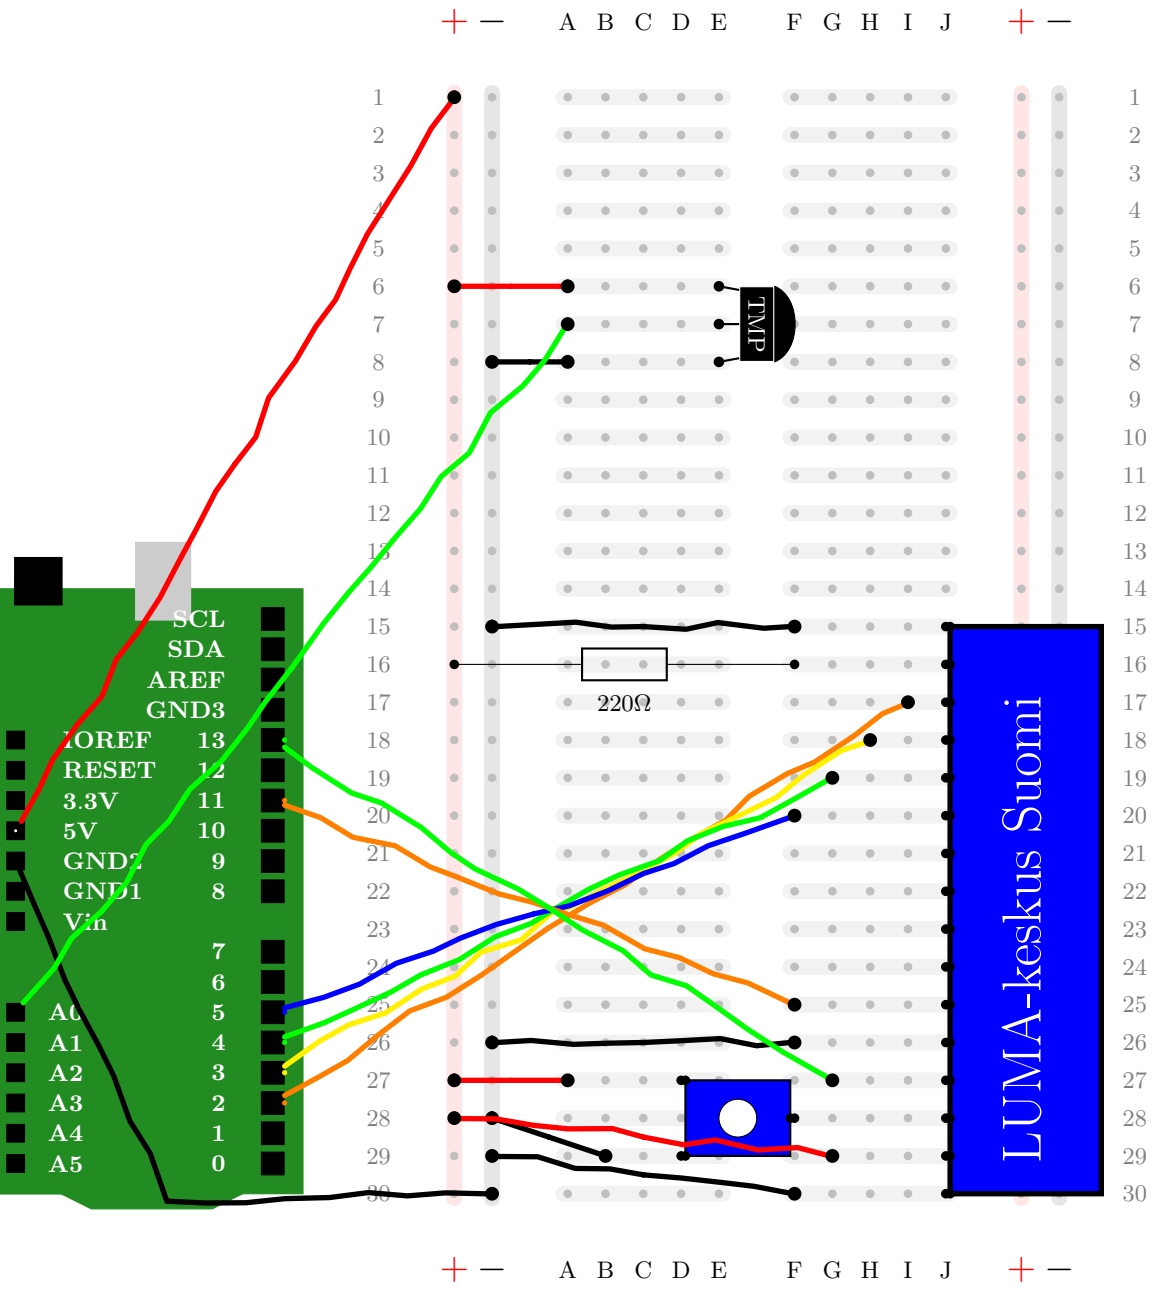 + − A B C D E F G H I J + −
1 1
2 2
3 3
4 4
5 5
6 6
TMP
7 7
8 8
9 9
10 10
11 11
12 12
13 13
14 14
SCL
15 15
SDA
16 16
AREF
220Ω
GND3
17 17
IOREF 13
18 18
RESET 12
19 19
3.3V 11
20 20
5V 10
21 21
GND2 9
22 22
GND1 8
Vin
23 23
7
24 24
6
25 25
A0 5
26 26
A1 4
A2 3
27 27
A3 2
28 28
A4 1
29 29
A5 0
30 30
LUMA-keskus Suomi
+ − A B C D E F G H I J + −